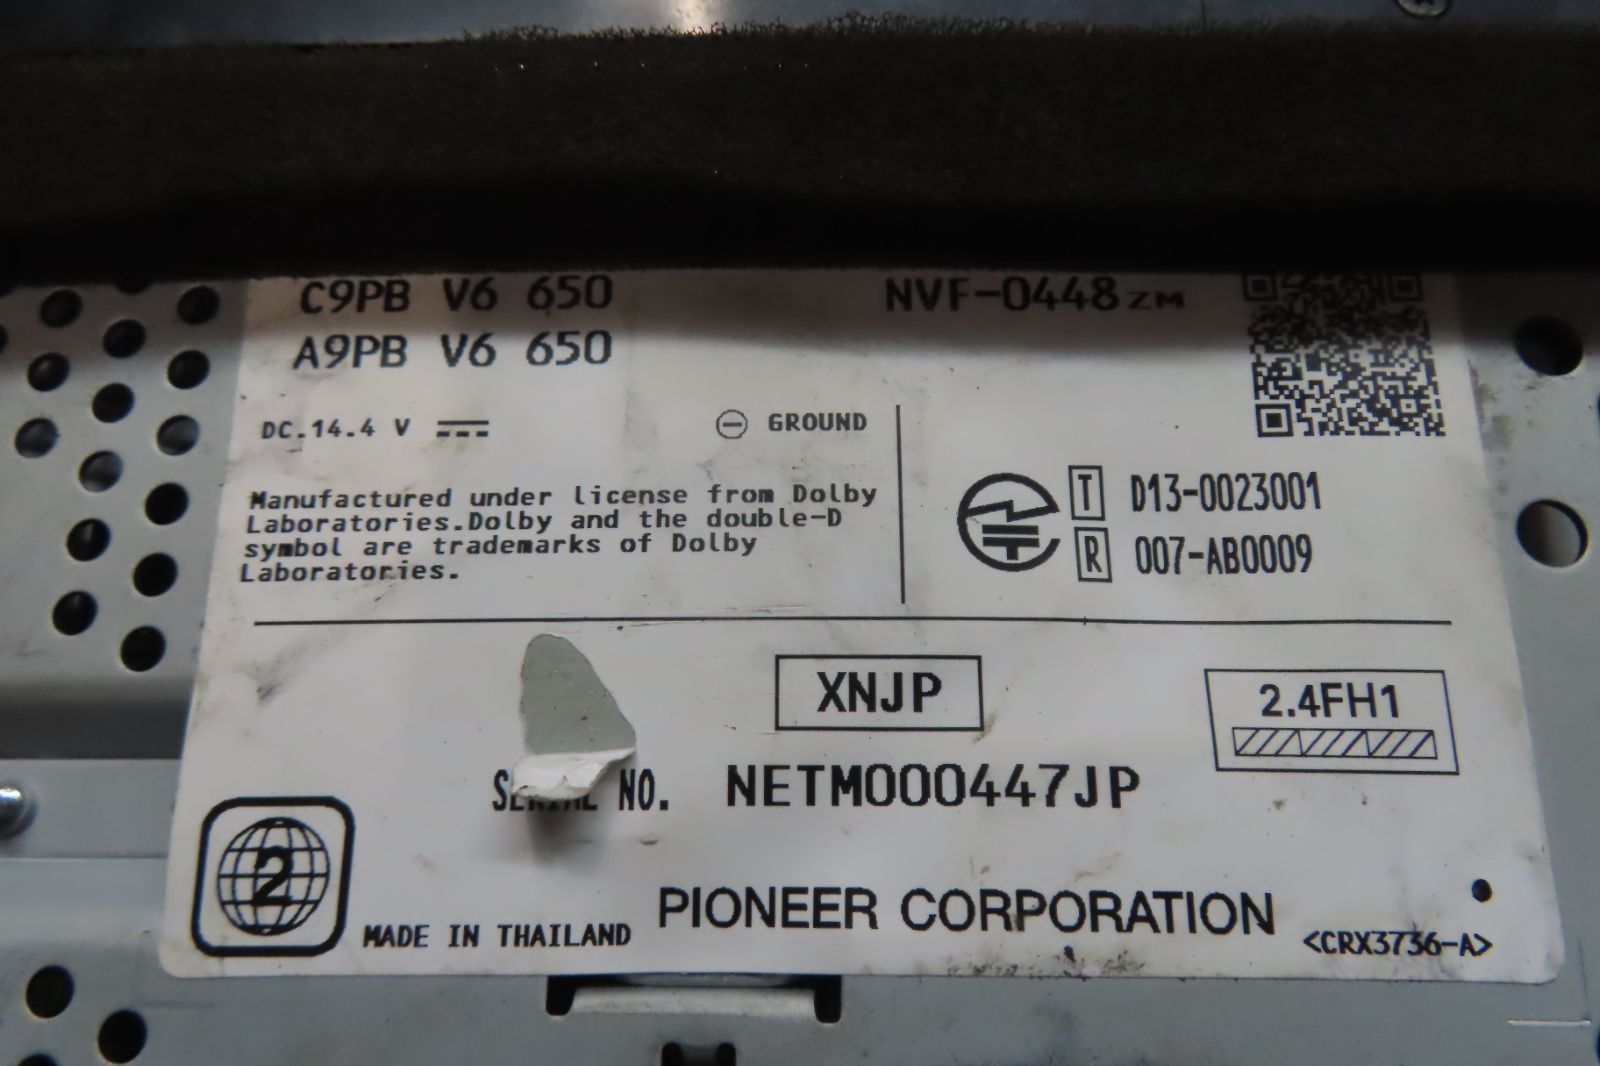 C9PB V6 650
NVF-0448ZM
A9PB V6 650
DC.14.4 V
GROUND
Manufactured under license from Dolby
Laboratories.Dolby and the double-D
symbol are trademarks of Dolby
Laboratories.
T D13-0023001
R 007-AB0009
XNJP
2.4FH1
SERIAL NO. NETM000447JP
2
MADE IN THAILAND
PIONEER CORPORATION
<CRX3736-A>